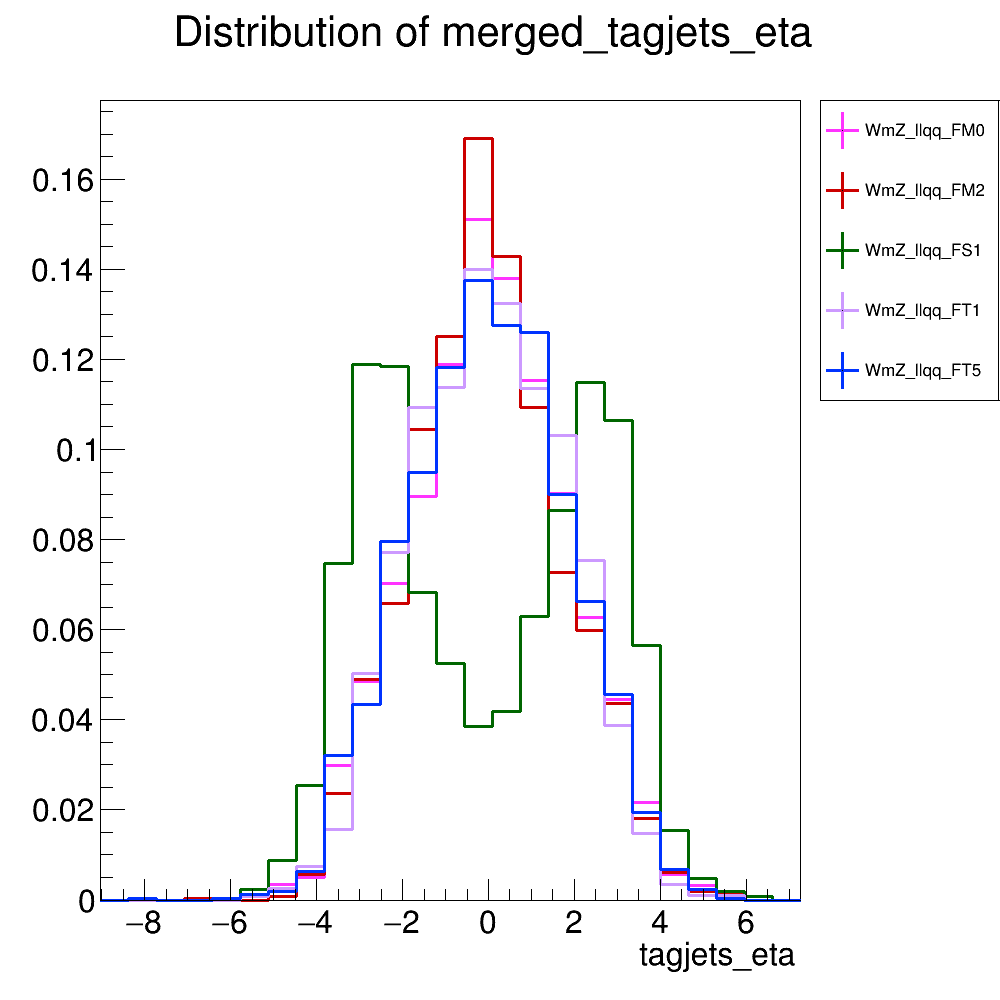 Distribution of merged_tagjets_eta
WmZ_llqq_FM0
WmZ_llqq_FM2
WmZ_llqq_FS1
WmZ_llqq_FT1
WmZ_llqq_FT5
0.16
0.14
0.12
0.1
0.08
0.06
0.04
0.02
0
−8 −6 −4 −2 0 2 4 6
tagjets_eta